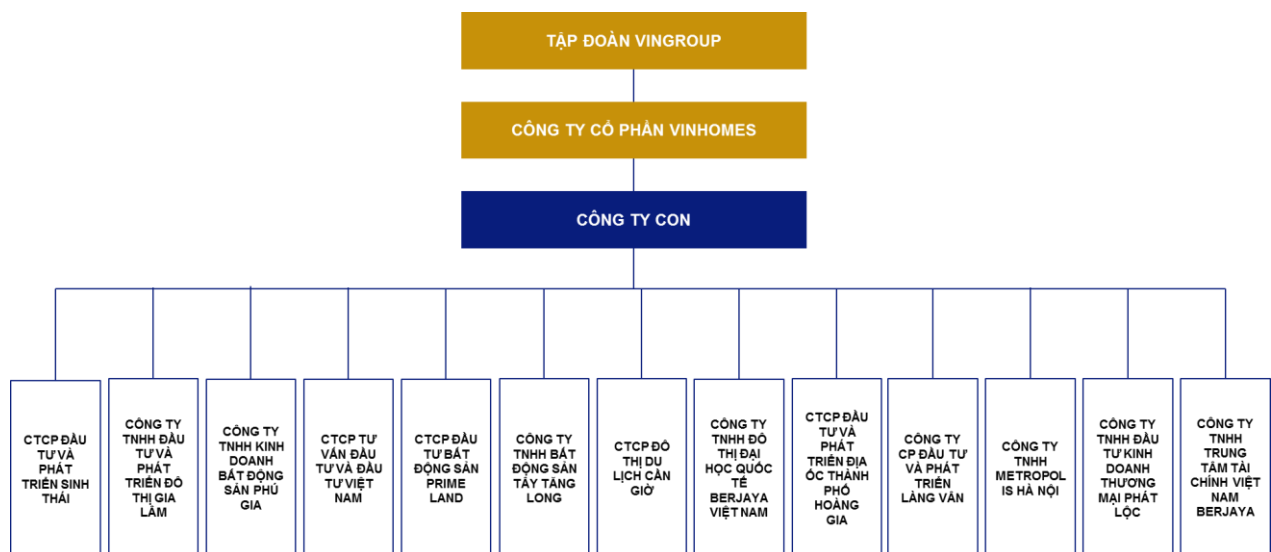 TẬP ĐOÀN VINGROUP
CÔNG TY CỔ PHẦN VINHOMES
CÔNG TY CON
CTCP ĐẦU
TƯ VÀ
PHÁT
TRIỂN SINH
THÁI
CÔNG TY
TNHH ĐẦU
TƯ VÀ
PHÁT
TRIỂN ĐÔ
THỊ GIA
LÂM
CÔNG TY
TNHH KINH
DOANH
BẤT ĐỘNG
SẢN PHÚ
GIA
CTCP TƯ
VẤN ĐẦU
TƯ VÀ ĐẦU
TƯ VIỆT
NAM
CTCP ĐẦU
TƯ BẤT
ĐỘNG SẢN
PRIME
LAND
CÔNG TY
TNHH BẤT
ĐỘNG SẢN
TÂY TĂNG
LONG
CTCP ĐÔ
THỊ DU
LỊCH CẦN
GIỜ
CÔNG TY
TNHH ĐÔ
THỊ ĐẠI
HỌC QUỐC
TẾ
BERJAYA
VIỆT NAM
CTCP ĐẦU
TƯ VÀ
PHÁT
TRIỂN ĐỊA
ỐC THÀNH
PHỐ
HOÀNG
GIA
CÔNG TY
CP ĐẦU TƯ
VÀ PHÁT
TRIỂN
LÀNG VÂN
CÔNG TY
TNHH
METROPOL
IS HÀ NỘI
CÔNG TY
TNHH ĐẦU
TƯ KINH
DOANH
THƯƠNG
MẠI PHÁT
LỘC
CÔNG TY
TNHH
TRUNG
TÂM TÀI
CHÍNH VIỆT
NAM
BERJAYA